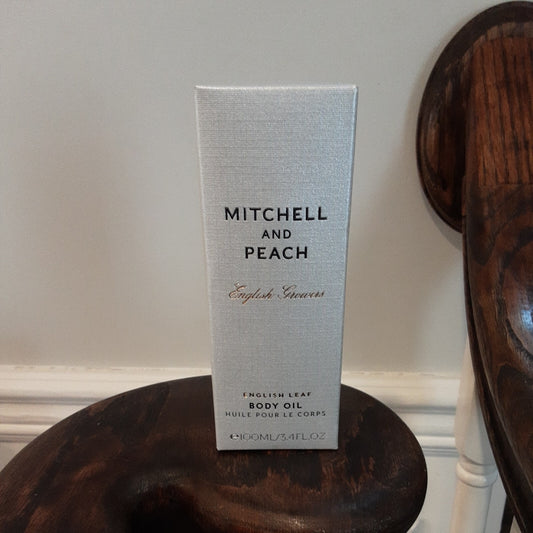 MITCHELL
AND
PEACH
English Growers
ENGLISH LEAF
BODY OIL
HUILE POUR LE CORPS
℮100ML/3.4FL.OZ